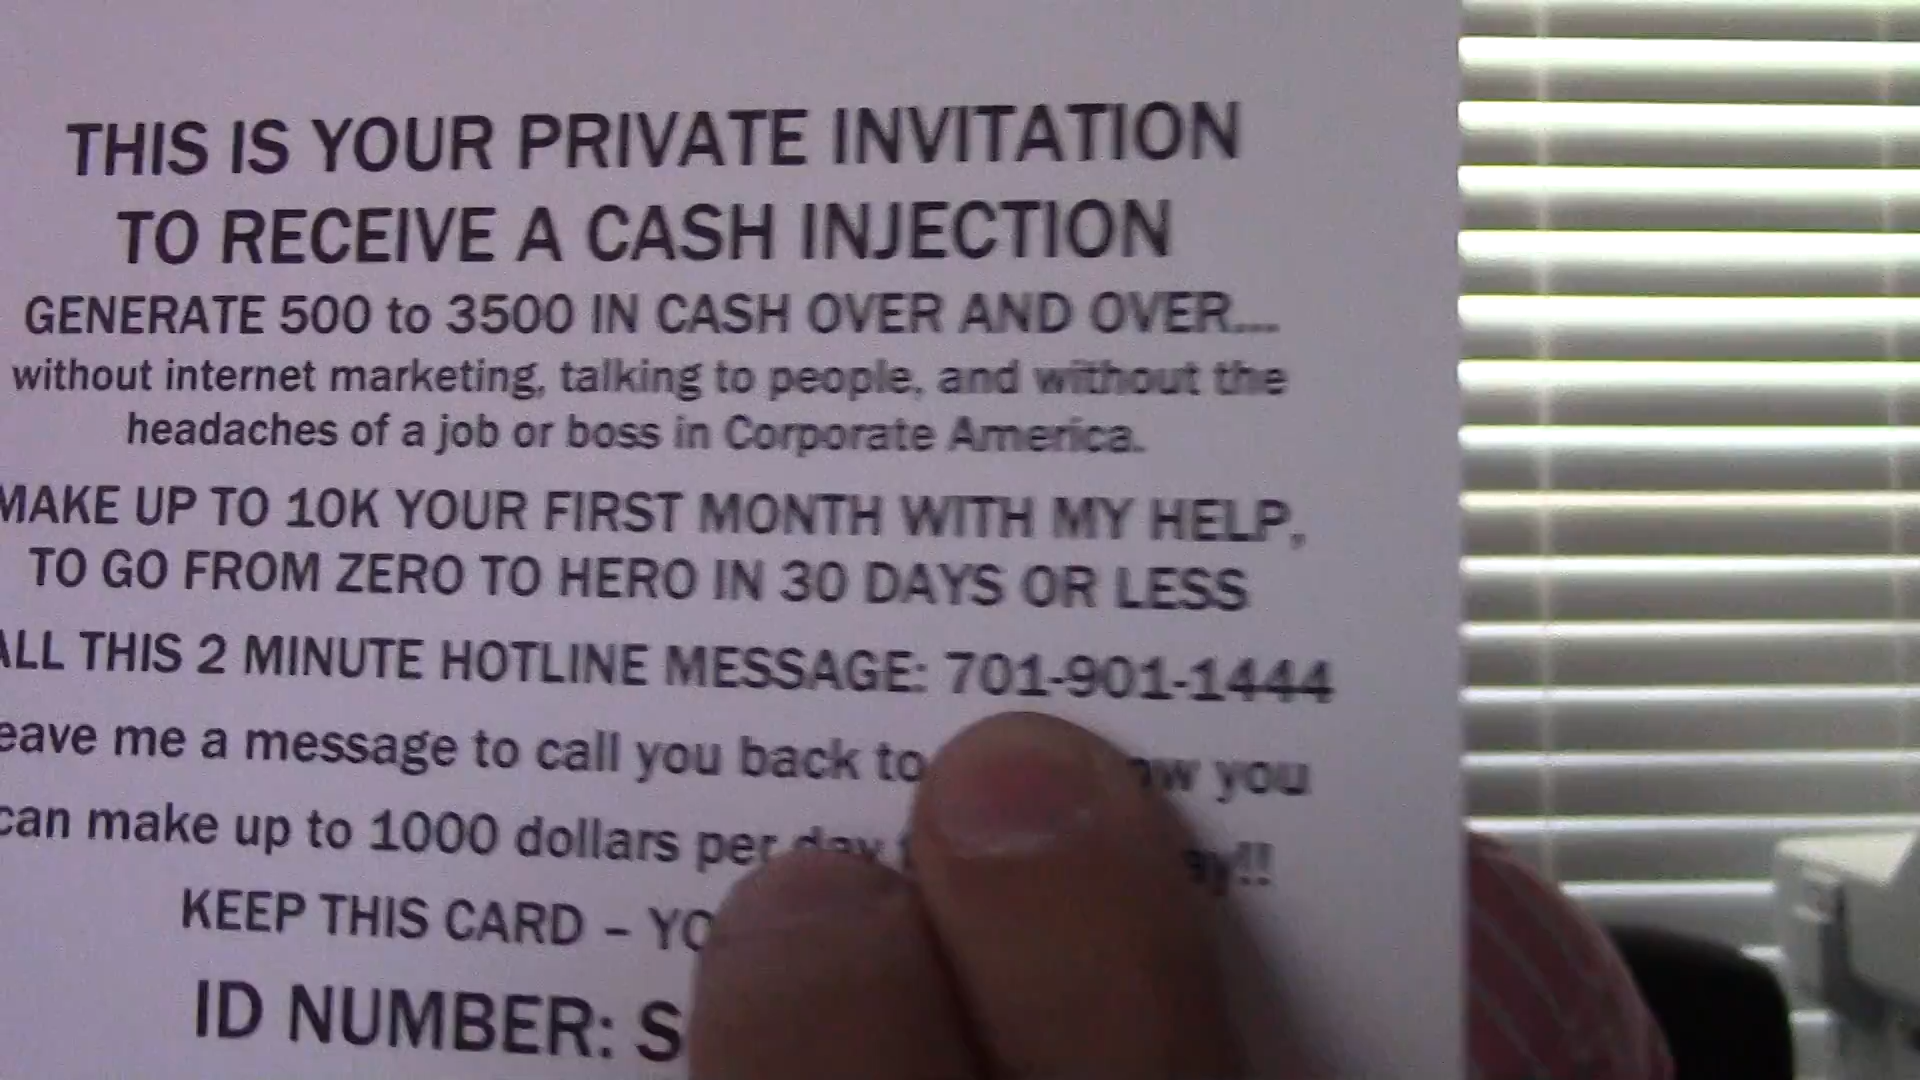 THIS IS YOUR PRIVATE INVITATION
TO RECEIVE A CASH INJECTION
GENERATE 500 to 3500 IN CASH OVER AND OVER...
without internet marketing, talking to people, and without the
headaches of a job or boss in Corporate America.
MAKE UP TO 10K YOUR FIRST MONTH WITH MY HELP,
TO GO FROM ZERO TO HERO IN 30 DAYS OR LESS
ALL THIS 2 MINUTE HOTLINE MESSAGE: 701-901-1444
eave me a message to call you back to you
can make up to 1000 dollars per day
KEEP THIS CARD –
ID NUMBER: S